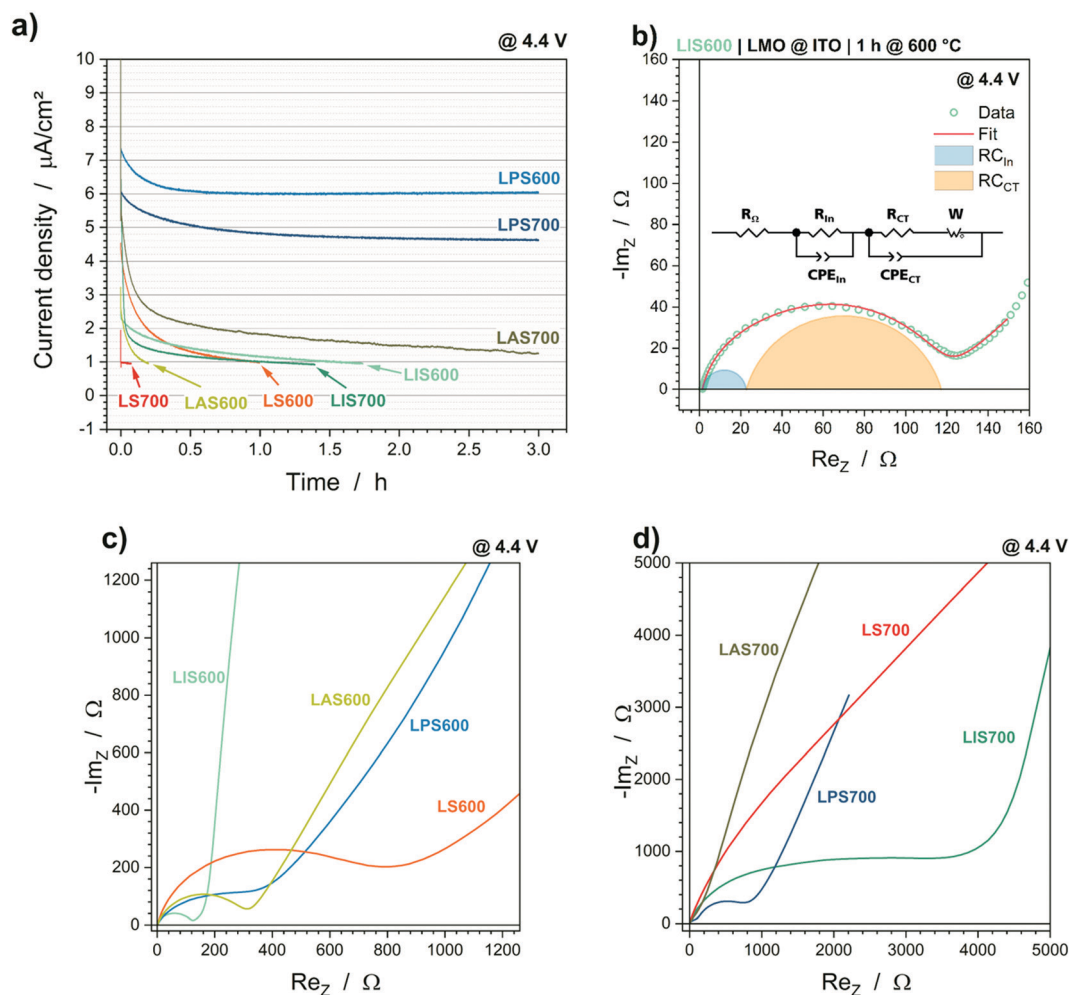 a)
@ 4.4 V
10
9
8
7
6
5
4
3
2
1
0
-1
Current density / µA/cm²
LPS600
LPS700
LAS700
LIS600
LS700
LAS600
LS600
LIS700
0.0 0.5 1.0 1.5 2.0 2.5 3.0
Time / h
b)
LIS600 | LMO @ ITO | 1 h @ 600 °C
@ 4.4 V
160
140
120
100
80
60
40
20
0
-Im_Z / Ω
Data
Fit
RC_In
RC_CT
R_Ω R_In R_CT W
o
CPE_In CPE_CT
0 20 40 60 80 100 120 140 160
Re_Z / Ω
c)
@ 4.4 V
1200
1000
800
600
400
200
0
-Im_Z / Ω
LIS600
LAS600
LPS600
LS600
0 200 400 600 800 1000 1200
Re_Z / Ω
d)
@ 4.4 V
5000
4000
3000
2000
1000
0
-Im_Z / Ω
LAS700
LS700
LIS700
LPS700
0 1000 2000 3000 4000 5000
Re_Z / Ω